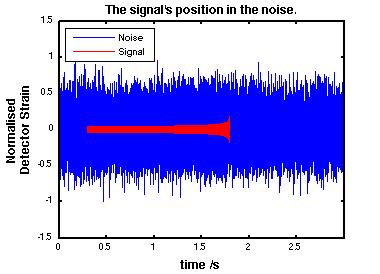 The signal's position in the noise.
1.5
Noise
Signal
1
0.5
0
-0.5
-1
-1.5
Normalised
Detector Strain
0 0.5 1 1.5 2 2.5
time /s